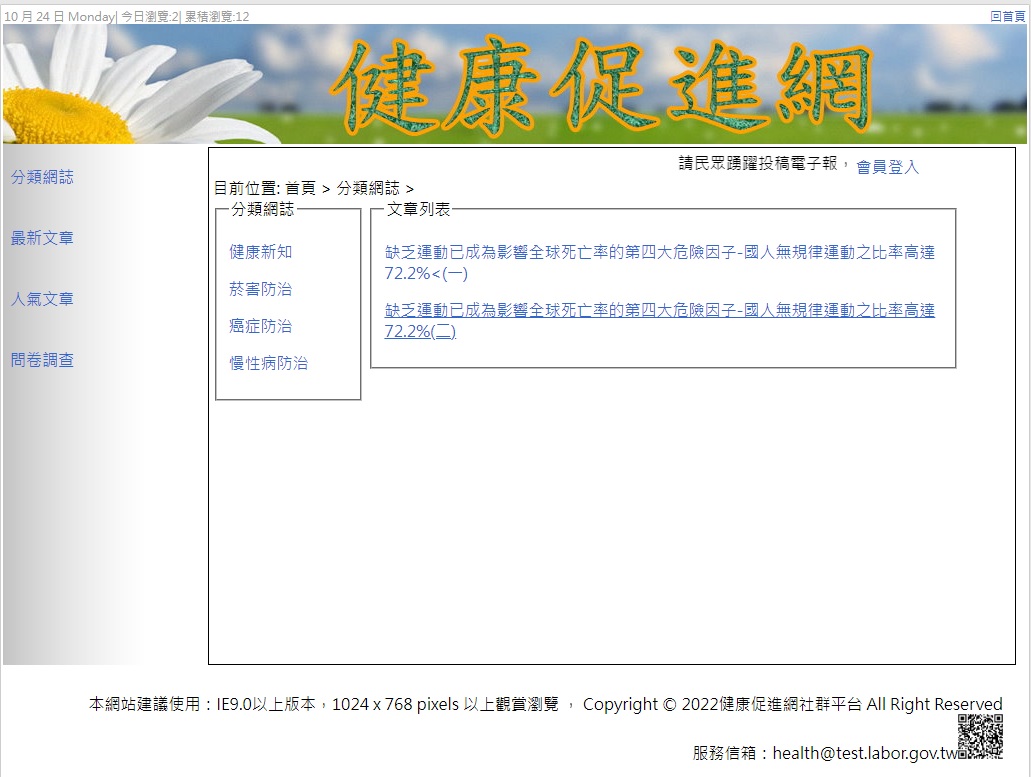 10 月 24 日 Monday| 今日瀏覽:2| 累積瀏覽:12
回首頁
健康促進網
分類網誌
最新文章
人氣文章
問卷調查
請民眾踴躍投稿電子報，
會員登入
目前位置: 首頁 > 分類網誌 >
分類網誌
健康新知
菸害防治
癌症防治
慢性病防治
文章列表
缺乏運動已成為影響全球死亡率的第四大危險因子-國人無規律運動之比率高達
72.2%<(一)
缺乏運動已成為影響全球死亡率的第四大危險因子-國人無規律運動之比率高達
72.2%(二)
本網站建議使用：IE9.0以上版本，1024 x 768 pixels 以上觀賞瀏覽 ， Copyright © 2022健康促進網社群平台 All Right Reserved
服務信箱：health@test.labor.gov.tw